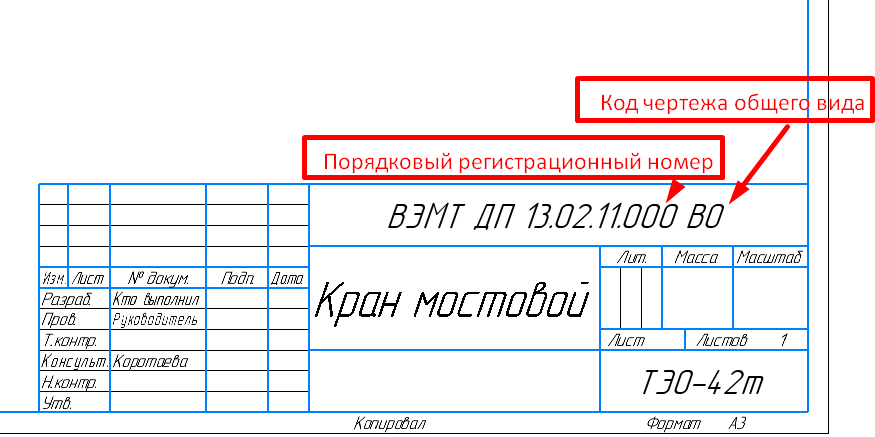 Код чертежа общего вида
Порядковый регистрационный номер
ВЭМТ ДП 13.02.11.000 ВО
Лит. Масса Масштаб
Изм. Лист № докум. Подп. Дата
Кран мостовой
Разраб. Кто выполнил
Пров. Руководитель
Т.контр. Лист Листов 1
Консульт. Коротаева
ТЭО-42т
Н.контр.
Утв.
Копировал Формат А3